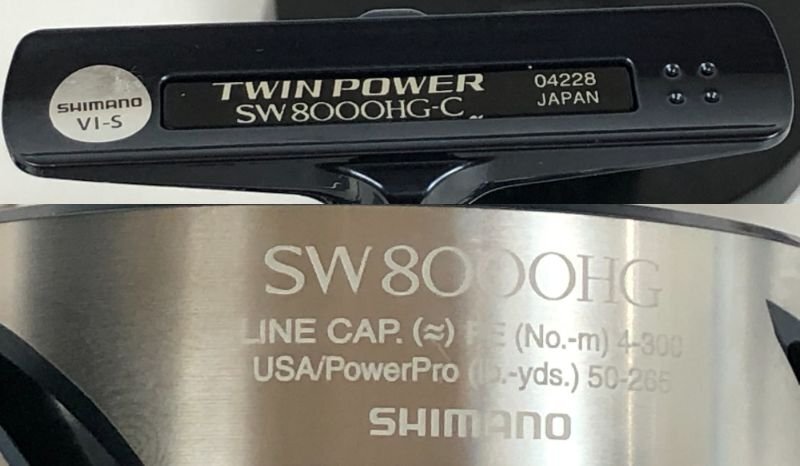 SHIMANO
VI-S
TWIN POWER
SW8000HG-C
04228
JAPAN
SW8000HG
LINE CAP. (≈) PE (No.-m) 4-300
USA/PowerPro (lb.-yds.) 50-265
SHIMANO